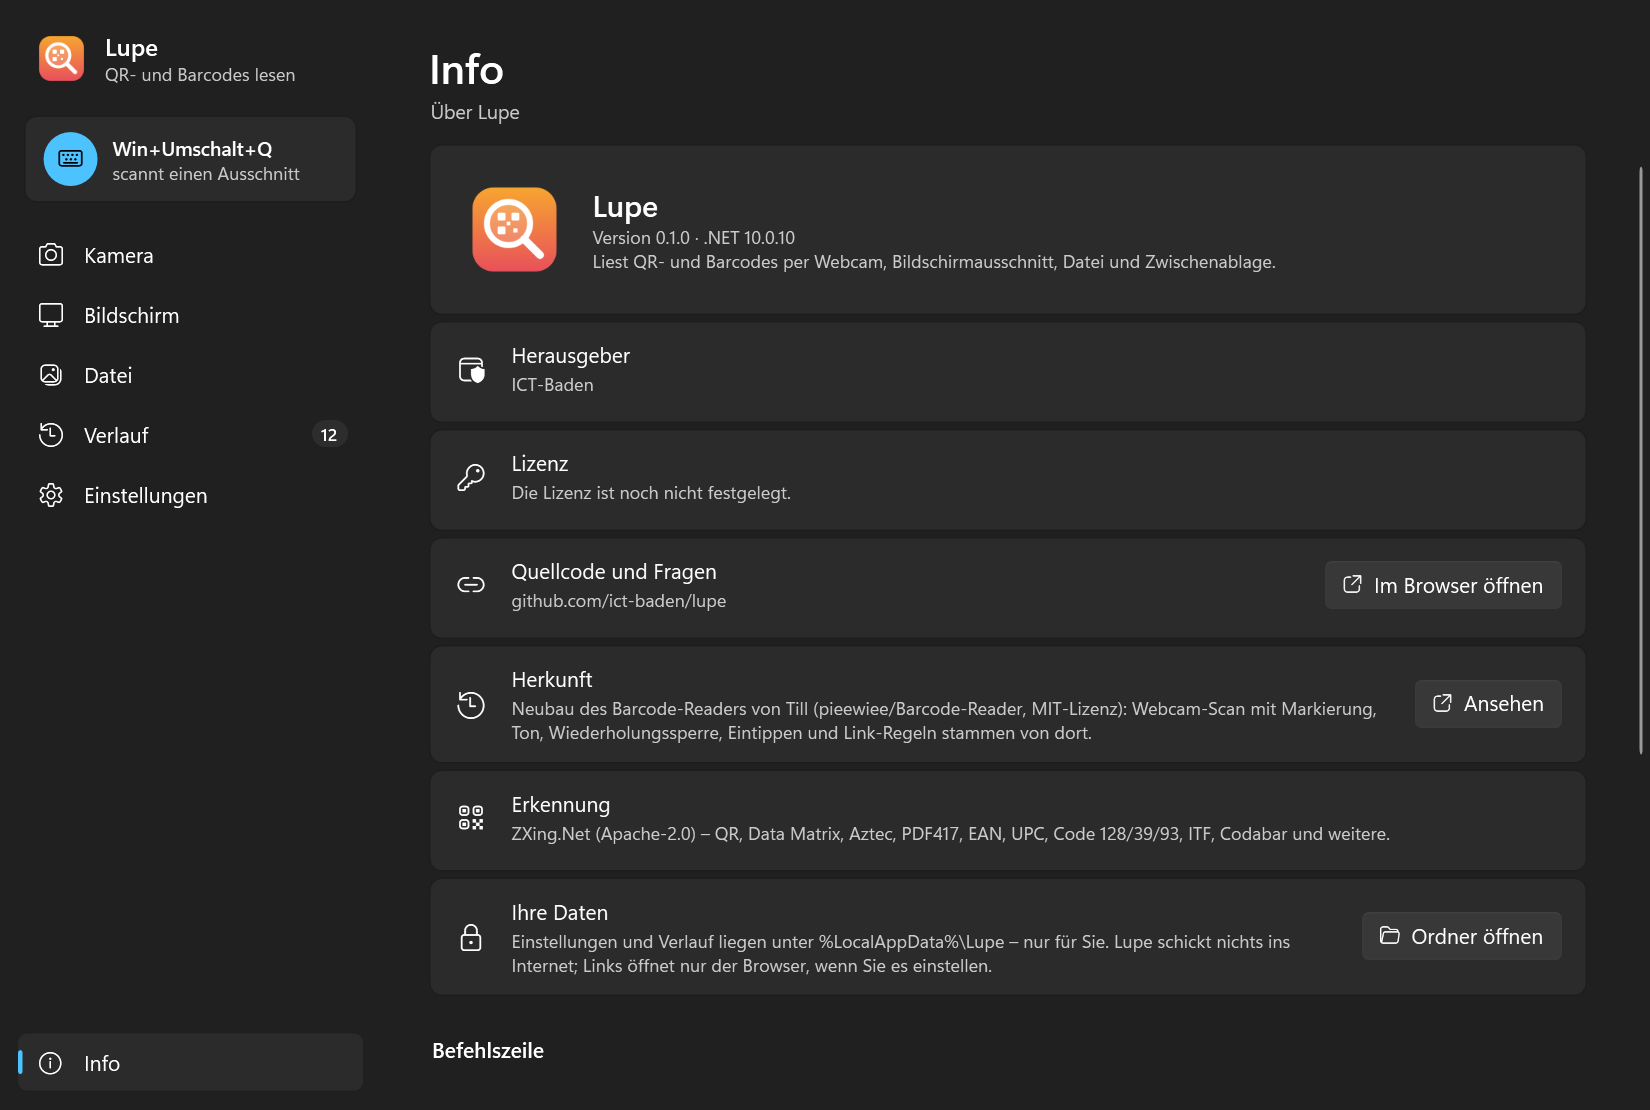 Lupe
QR- und Barcodes lesen
Win+Umschalt+Q
scannt einen Ausschnitt
Kamera
Bildschirm
Datei
Verlauf
12
Einstellungen
Info
Info
Über Lupe
Lupe
Version 0.1.0 · .NET 10.0.10
Liest QR- und Barcodes per Webcam, Bildschirmausschnitt, Datei und Zwischenablage.
Herausgeber
ICT-Baden
Lizenz
Die Lizenz ist noch nicht festgelegt.
Quellcode und Fragen
github.com/ict-baden/lupe
Im Browser öffnen
Herkunft
Neubau des Barcode-Readers von Till (pieewiee/Barcode-Reader, MIT-Lizenz): Webcam-Scan mit Markierung,
Ton, Wiederholungssperre, Eintippen und Link-Regeln stammen von dort.
Ansehen
Erkennung
ZXing.Net (Apache-2.0) – QR, Data Matrix, Aztec, PDF417, EAN, UPC, Code 128/39/93, ITF, Codabar und weitere.
Ihre Daten
Einstellungen und Verlauf liegen unter %LocalAppData%\Lupe – nur für Sie. Lupe schickt nichts ins
Internet; Links öffnet nur der Browser, wenn Sie es einstellen.
Ordner öffnen
Befehlszeile